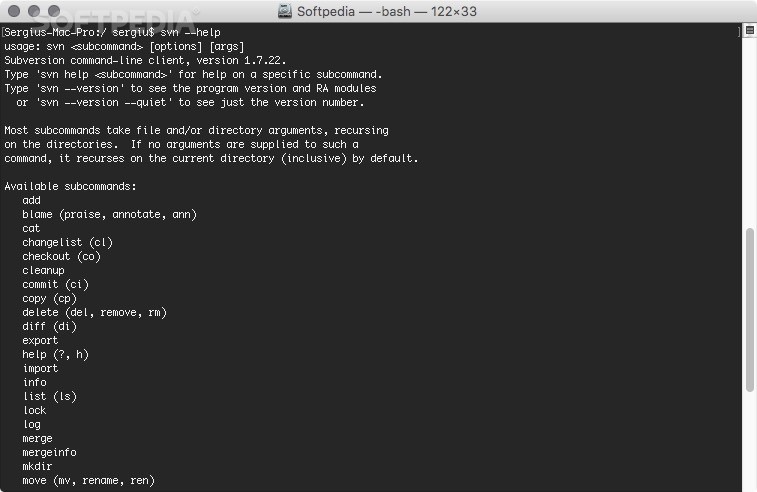 SOFTPEDIA
Softpedia — -bash — 122×33
[Sergius-Mac-Pro:/ sergiu$ svn --help
usage: svn <subcommand> [options] [args]
Subversion command-line client, version 1.7.22.
Type 'svn help <subcommand>' for help on a specific subcommand.
Type 'svn --version' to see the program version and RA modules
  or 'svn --version --quiet' to see just the version number.

Most subcommands take file and/or directory arguments, recursing
on the directories.  If no arguments are supplied to such a
command, it recurses on the current directory (inclusive) by default.

Available subcommands:
   add
   blame (praise, annotate, ann)
   cat
   changelist (cl)
   checkout (co)
   cleanup
   commit (ci)
   copy (cp)
   delete (del, remove, rm)
   diff (di)
   export
   help (?, h)
   import
   info
   list (ls)
   lock
   log
   merge
   mergeinfo
   mkdir
   move (mv, rename, ren)